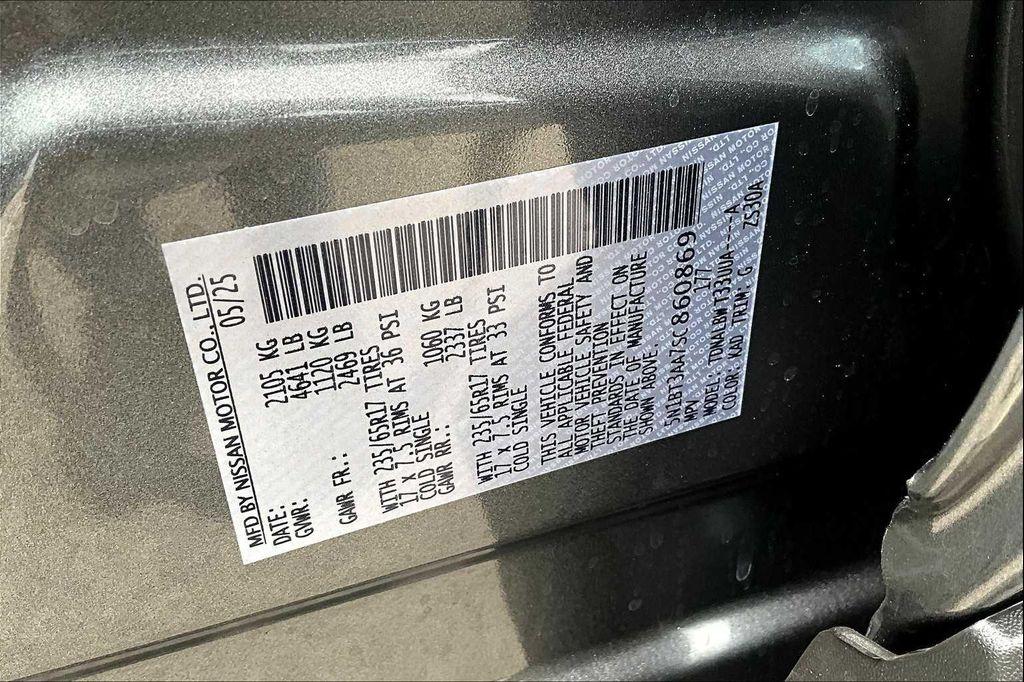 MFD BY NISSAN MOTOR CO., LTD.
DATE: 05/25
GVWR: 2105 KG
4641 LB
GAWR FR.: 1120 KG
2469 LB
WITH 235/65R17 TIRES
17 X 7.5 RIMS AT 36 PSI
COLD SINGLE
GAWR RR.: 1060 KG
2337 LB
WITH 235/65R17 TIRES
17 X 7.5 RIMS AT 33 PSI
COLD SINGLE
THIS VEHICLE CONFORMS TO
ALL APPLICABLE FEDERAL
MOTOR VEHICLE SAFETY AND
THEFT PREVENTION
STANDARDS IN EFFECT ON
THE DATE OF MANUFACTURE
SHOWN ABOVE.
5N1BT3AA7SC860869
MPV 177
MODEL: TDWALBW T33UUA----A
COLOR: KAD TRIM: G ZS30A